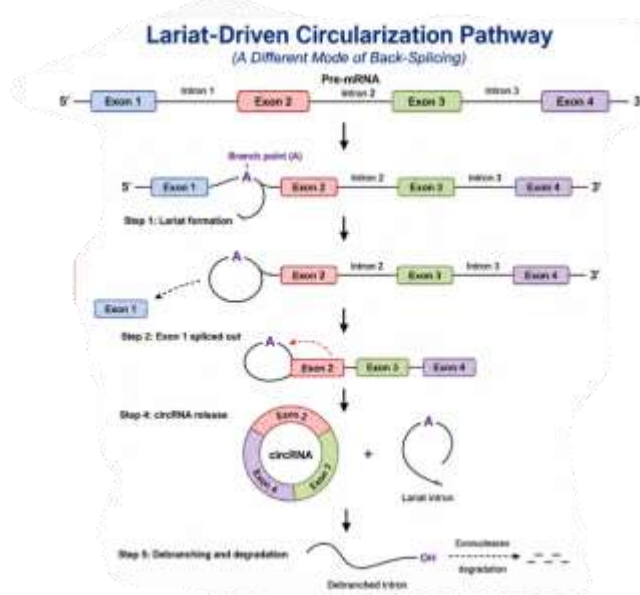 Lariat-Driven Circularization Pathway
(A Different Mode of Back-Splicing)
Pre-mRNA
5' Exon 1 Intron 1 Exon 2 Intron 2 Exon 3 Intron 3 Exon 4 3'
Branch point (A)
5' Exon 1 A Exon 2 Intron 2 Exon 3 Intron 3 Exon 4 3'
Step 1: Lariat formation
A Exon 2 Intron 2 Exon 3 Intron 3 Exon 4 3'
Exon 1
Step 2: Exon 1 spliced out
A Exon 2 Exon 3 Exon 4
Step 4: circRNA release
Exon 2 Exon 3 Exon 4
circRNA + A
Lariat intron
Step 5: Debranching and degradation
OH
Exonucleases
degradation
Debranched Intron